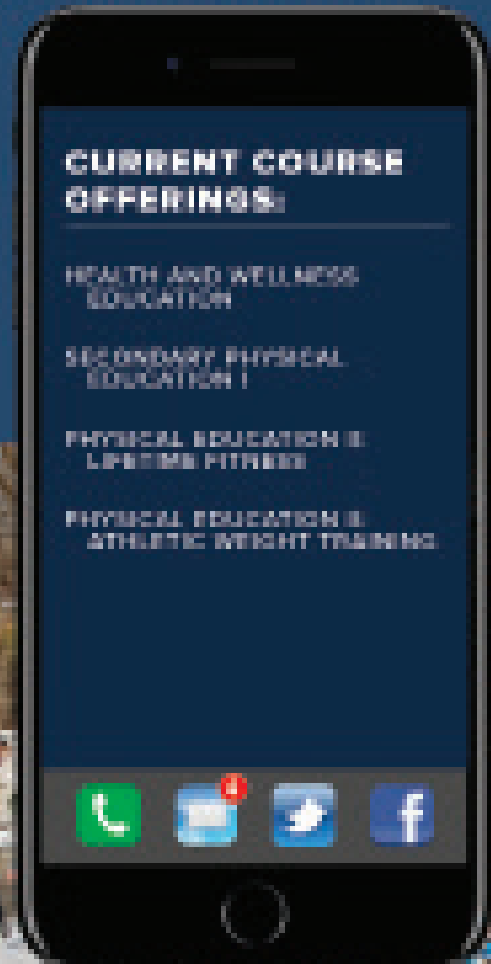 CURRENT COURSE
OFFERINGS:
HEALTH AND WELLNESS
EDUCATION
SECONDARY PHYSICAL
EDUCATION I
PHYSICAL EDUCATION II:
LIFETIME FITNESS
PHYSICAL EDUCATION II:
ATHLETIC WEIGHT TRAINING
4
f